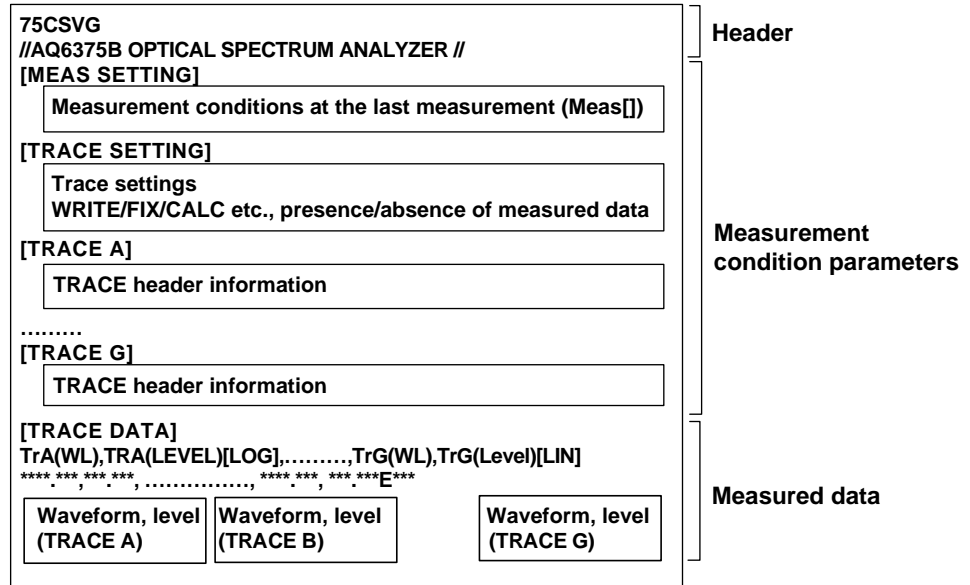 75CSVG
//AQ6375B OPTICAL SPECTRUM ANALYZER //
Header
[MEAS SETTING]
Measurement conditions at the last measurement (Meas[])
[TRACE SETTING]
Trace settings
WRITE/FIX/CALC etc., presence/absence of measured data
[TRACE A]
TRACE header information
………
[TRACE G]
TRACE header information
Measurement
condition parameters
[TRACE DATA]
TrA(WL),TRA(LEVEL)[LOG],………,TrG(WL),TrG(Level)[LIN]
****.***,***.***, ……………, ****.***, ***.***E***
Waveform, level
(TRACE A)
Waveform, level
(TRACE B)
Waveform, level
(TRACE G)
Measured data